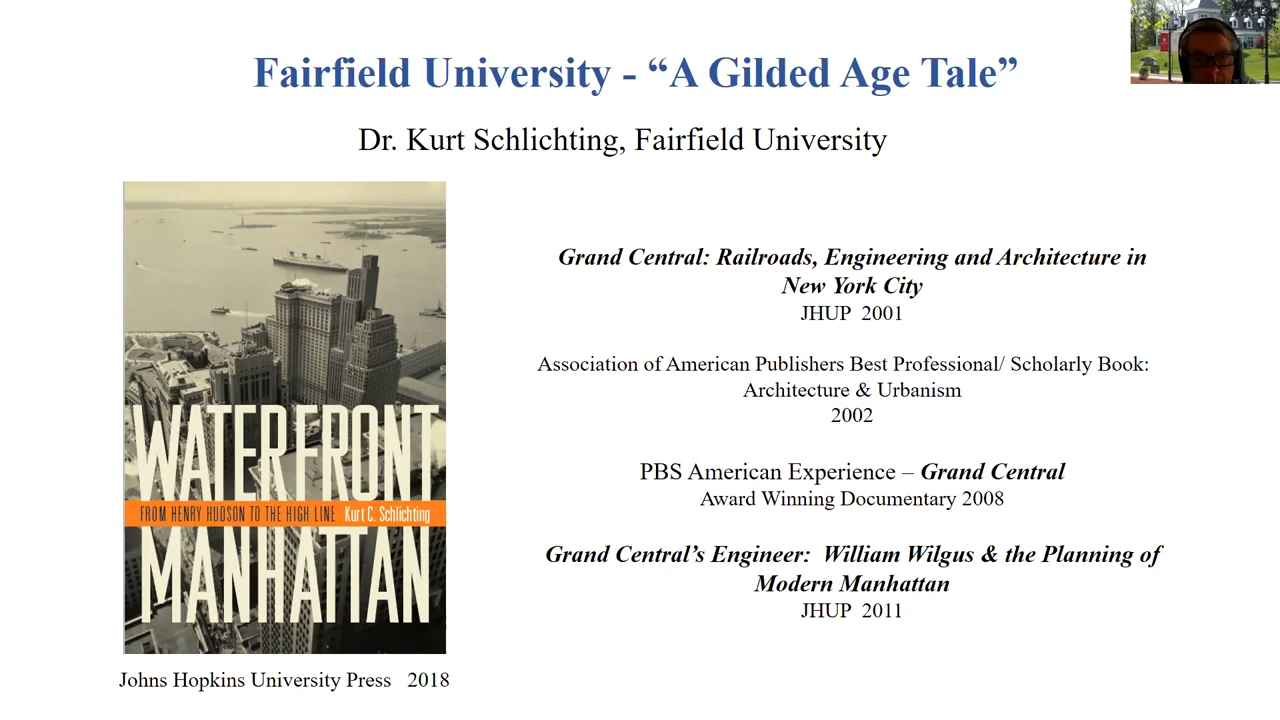 Fairfield University - “A Gilded Age Tale”
Dr. Kurt Schlichting, Fairfield University
WATERFRONT
FROM HENRY HUDSON TO THE HIGH LINE Kurt C. Schlichting
MANHATTAN
Johns Hopkins University Press 2018
Grand Central: Railroads, Engineering and Architecture in
New York City
JHUP 2001
Association of American Publishers Best Professional/ Scholarly Book:
Architecture & Urbanism
2002
PBS American Experience – Grand Central
Award Winning Documentary 2008
Grand Central’s Engineer: William Wilgus & the Planning of
Modern Manhattan
JHUP 2011